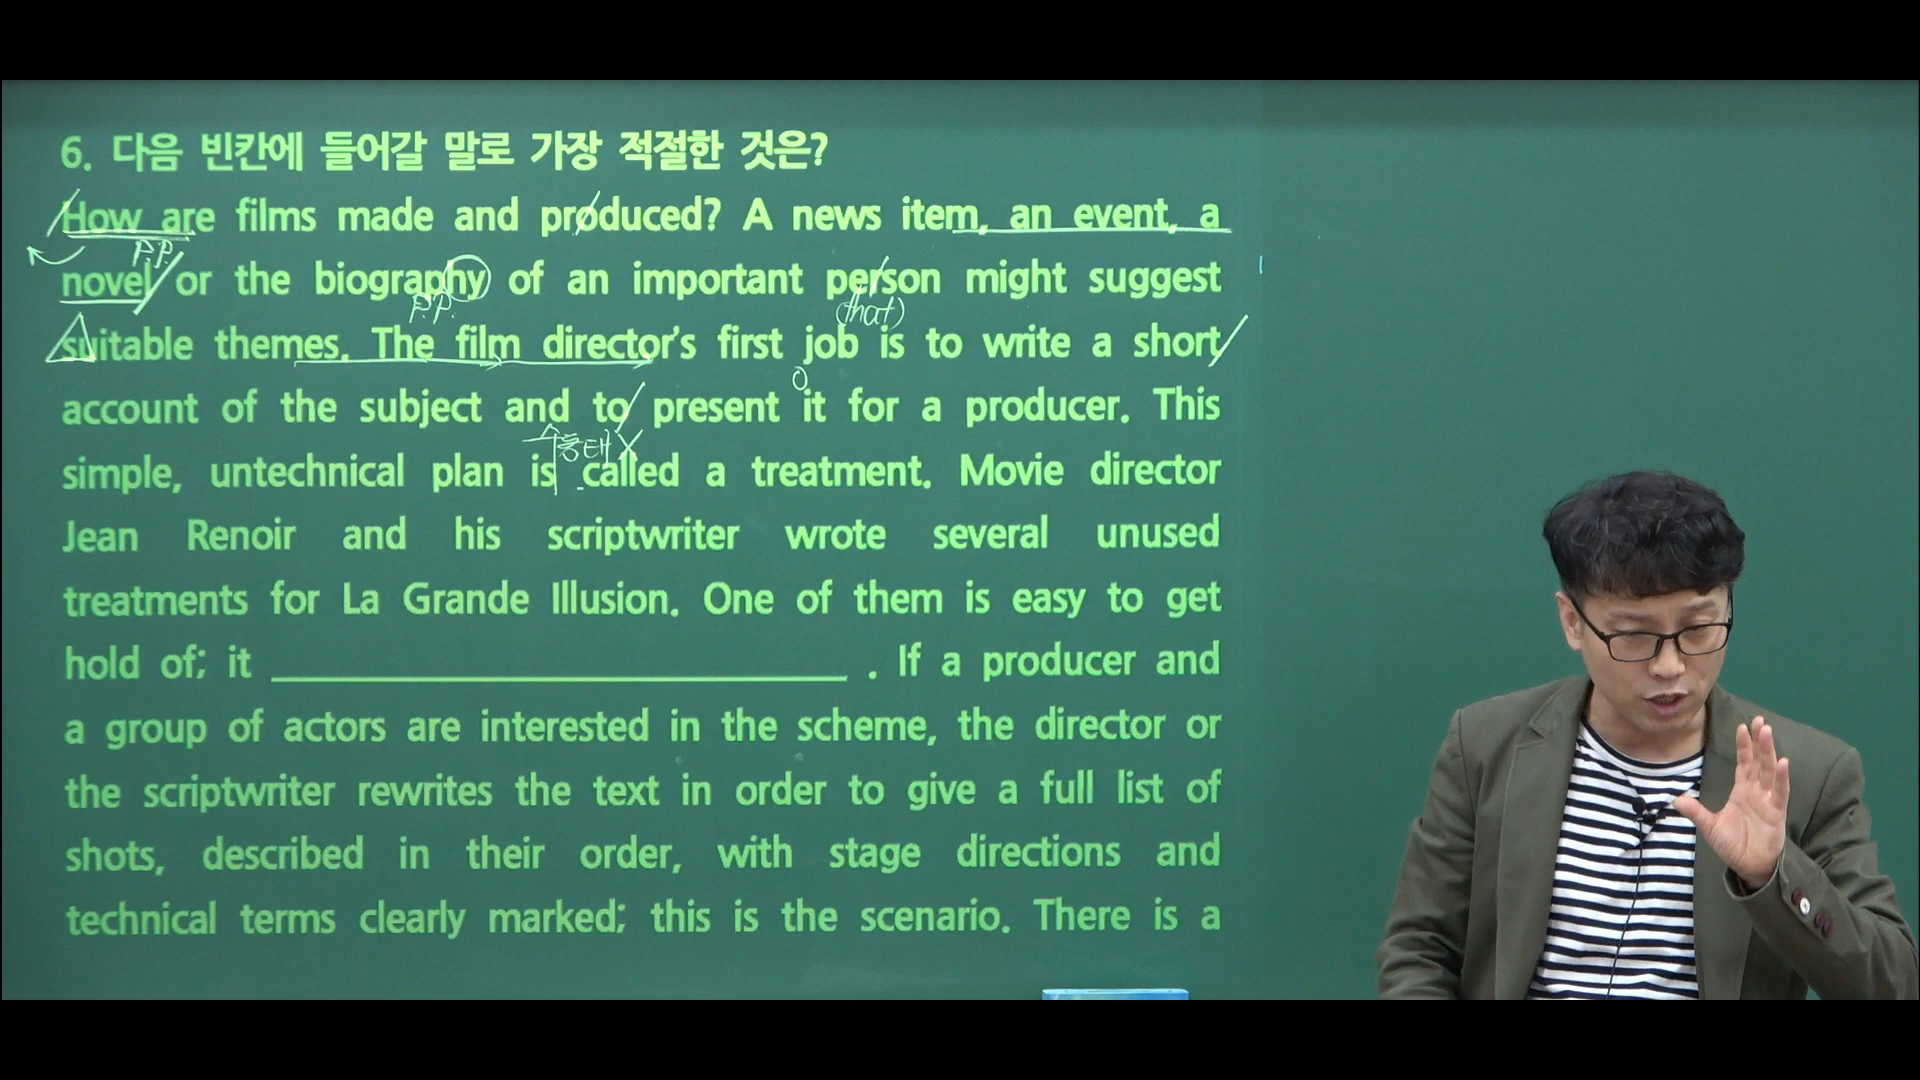 6. 다음 빈칸에 들어갈 말로 가장 적절한 것은?
How are films made and produced? A news item, an event, a
P.P.
novel or the biography of an important person might suggest
P.P. (that)
suitable themes. The film director's first job is to write a short
O
account of the subject and to present it for a producer. This
수동태 X
simple, untechnical plan is called a treatment. Movie director
Jean Renoir and his scriptwriter wrote several unused
treatments for La Grande Illusion. One of them is easy to get
hold of; it ____________________ . If a producer and
a group of actors are interested in the scheme, the director or
the scriptwriter rewrites the text in order to give a full list of
shots, described in their order, with stage directions and
technical terms clearly marked; this is the scenario. There is a